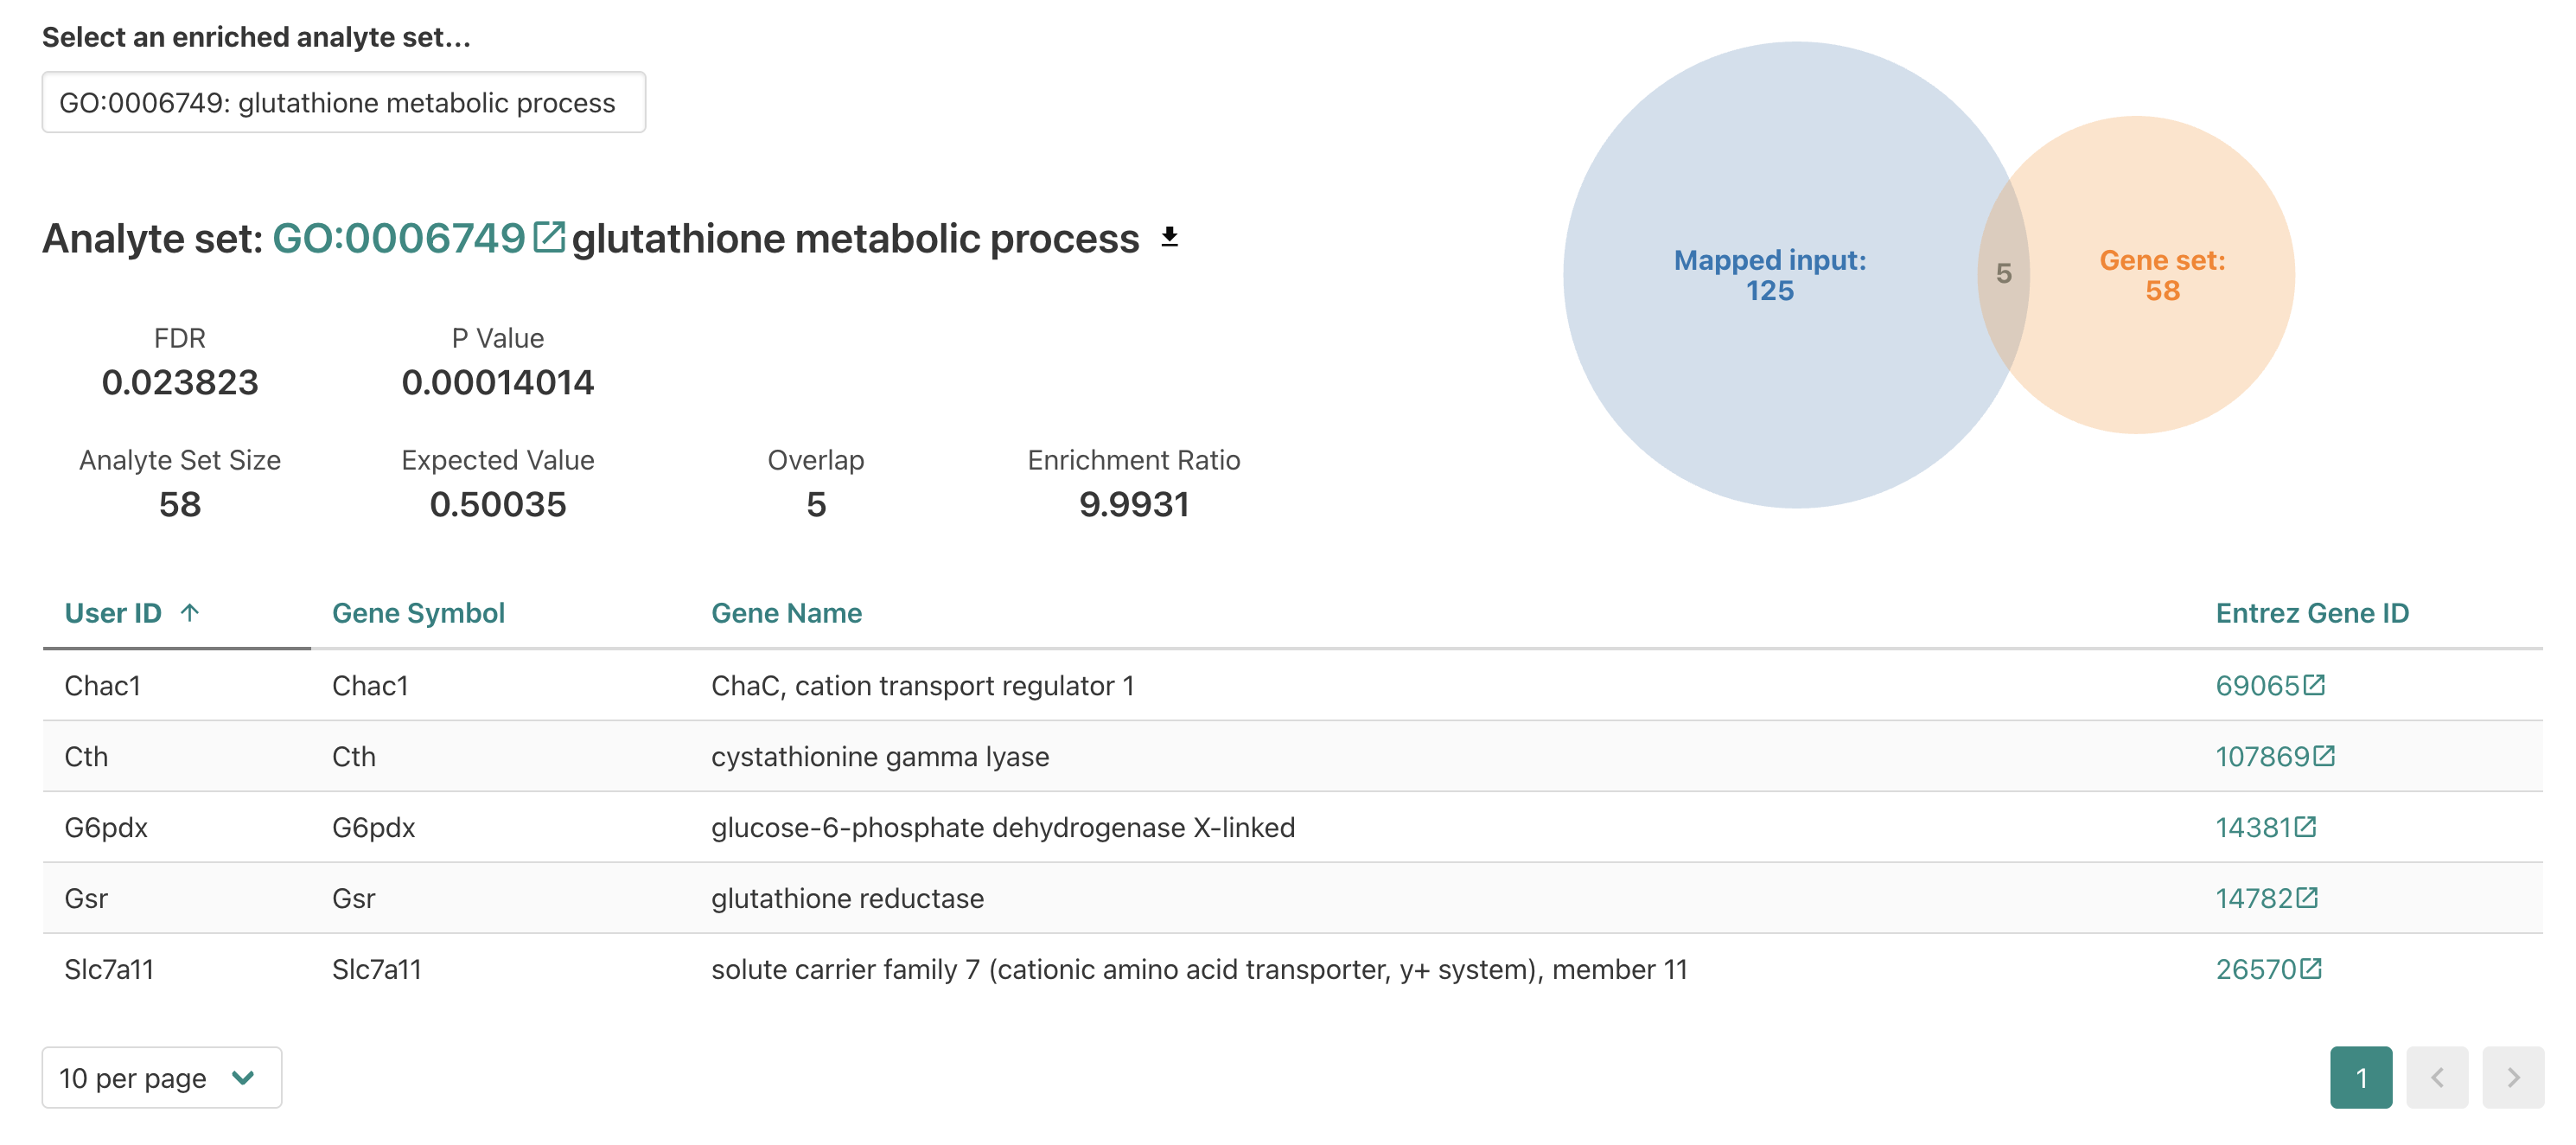 Select an enriched analyte set...
GO:0006749: glutathione metabolic process
Analyte set: GO:0006749 glutathione metabolic process
FDR P Value
0.023823 0.00014014
Analyte Set Size Expected Value Overlap Enrichment Ratio
58 0.50035 5 9.9931
Mapped input:
125
5
Gene set:
58
User ID Gene Symbol Gene Name Entrez Gene ID
Chac1 Chac1 ChaC, cation transport regulator 1 69065
Cth Cth cystathionine gamma lyase 107869
G6pdx G6pdx glucose-6-phosphate dehydrogenase X-linked 14381
Gsr Gsr glutathione reductase 14782
Slc7a11 Slc7a11 solute carrier family 7 (cationic amino acid transporter, y+ system), member 11 26570
10 per page 1